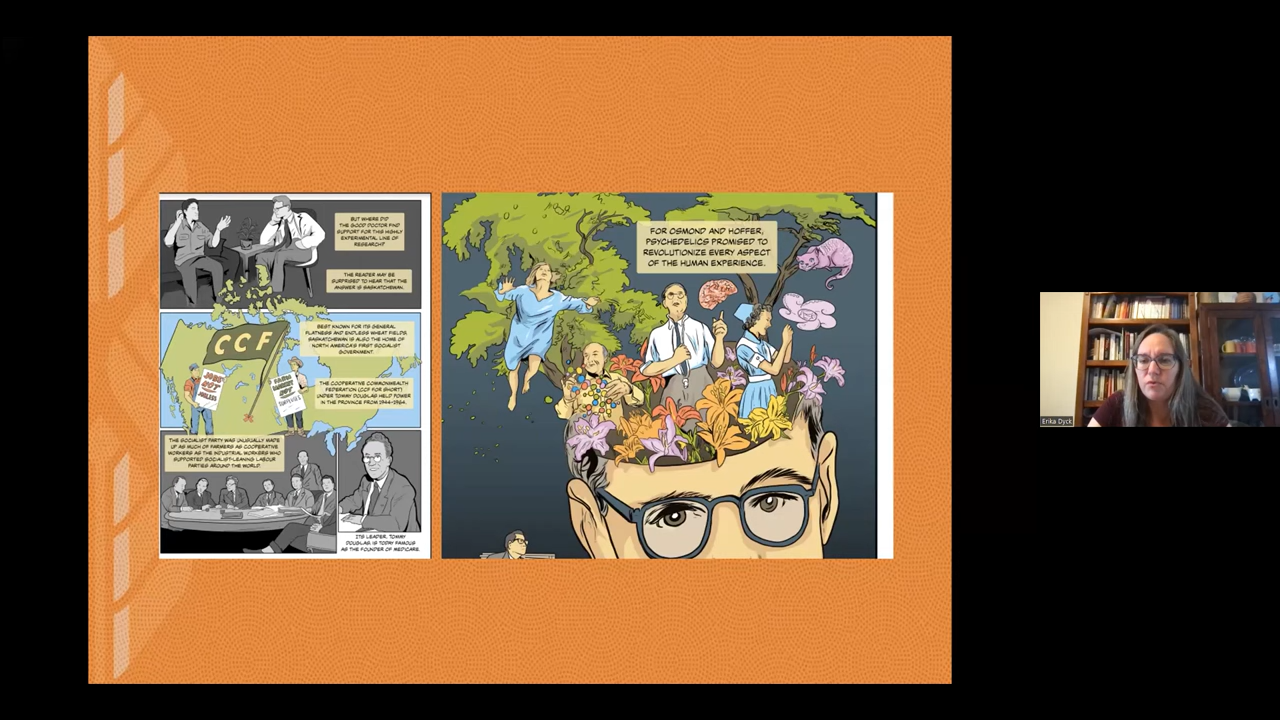 BUT WHERE DID
THE GOOD DOCTOR FIND
SUPPORT FOR THIS HIGHLY
EXPERIMENTAL LINE OF
RESEARCH?
THE READER MAY BE
SURPRISED TO HEAR THAT THE
ANSWER IS SASKATCHEWAN.
CCF
BEST KNOWN FOR ITS GENERAL
FLATNESS AND ENDLESS WHEAT FIELDS,
SASKATCHEWAN IS ALSO THE HOME OF
NORTH AMERICA'S FIRST SOCIALIST
GOVERNMENT.
JOBS
NOT
JAILS
THE COOPERATIVE COMMONWEALTH
FEDERATION (CCF FOR SHORT)
UNDER TOMMY DOUGLAS HELD POWER
IN THE PROVINCE FROM 1944-1964.
THE SOCIALIST PARTY WAS UNUSUALLY MADE
UP AS MUCH OF FARMERS AS COOPERATIVE
WORKERS AS THE INDUSTRIAL WORKERS WHO
SUPPORTED SOCIALIST-LEANING LABOUR
PARTIES AROUND THE WORLD.
ITS LEADER, TOMMY
DOUGLAS, IS TODAY FAMOUS
AS THE FOUNDER OF MEDICARE.
FOR OSMOND AND HOFFER,
PSYCHEDELICS PROMISED TO
REVOLUTIONIZE EVERY ASPECT
OF THE HUMAN EXPERIENCE.
Erika Dyck